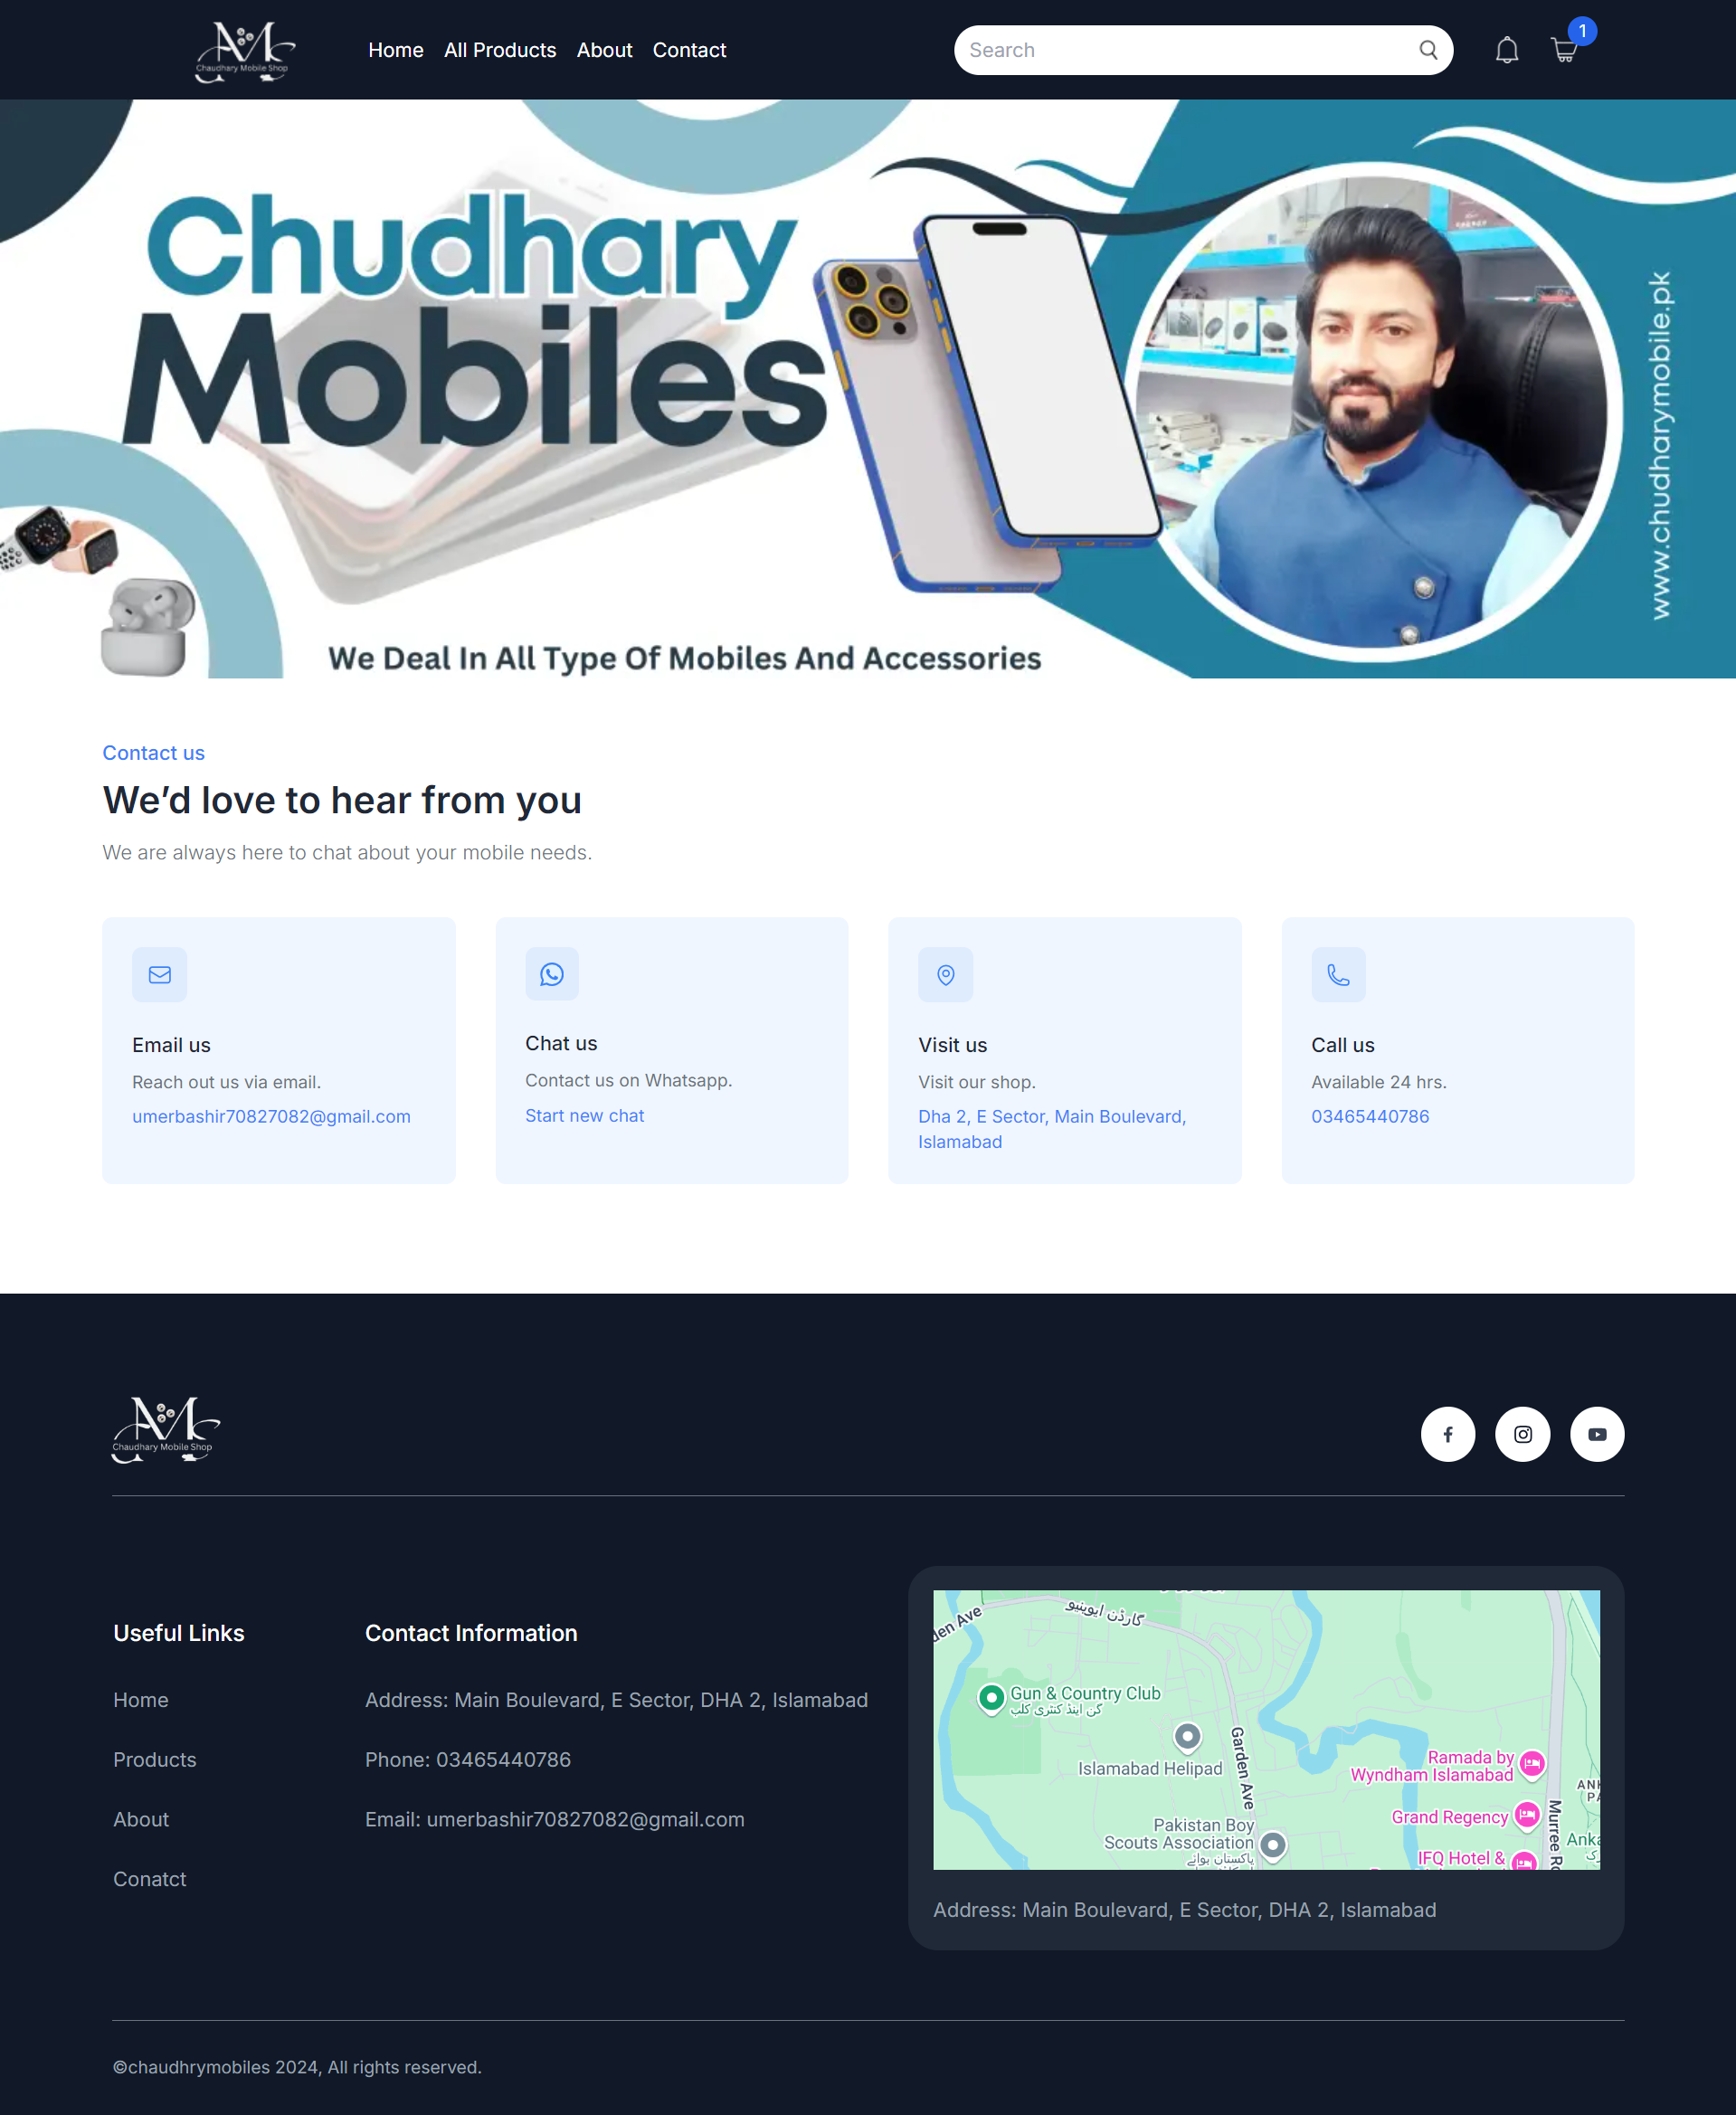 Chaudhary Mobile Shop
Home All Products About Contact
Search
1
Chudhary
Mobiles
www.chudharymobile.pk
We Deal In All Type Of Mobiles And Accessories
Contact us
We’d love to hear from you
We are always here to chat about your mobile needs.
Email us
Reach out us via email.
umerbashir70827082@gmail.com
Chat us
Contact us on Whatsapp.
Start new chat
Visit us
Visit our shop.
Dha 2, E Sector, Main Boulevard,
Islamabad
Call us
Available 24 hrs.
03465440786
Chaudhary Mobile Shop
Useful Links
Home
Products
About
Conatct
Contact Information
Address: Main Boulevard, E Sector, DHA 2, Islamabad
Phone: 03465440786
Email: umerbashir70827082@gmail.com
den Ave
گارڈن ایوینیو
Gun & Country Club
گن اینڈ کنٹری کلب
Islamabad Helipad
Garden Ave
Ramada by
Wyndham Islamabad
Grand Regency
Pakistan Boy
Scouts Association
پاکستان بوائے
IFQ Hotel &
Murree Rd
Address: Main Boulevard, E Sector, DHA 2, Islamabad
©chaudhrymobiles 2024, All rights reserved.